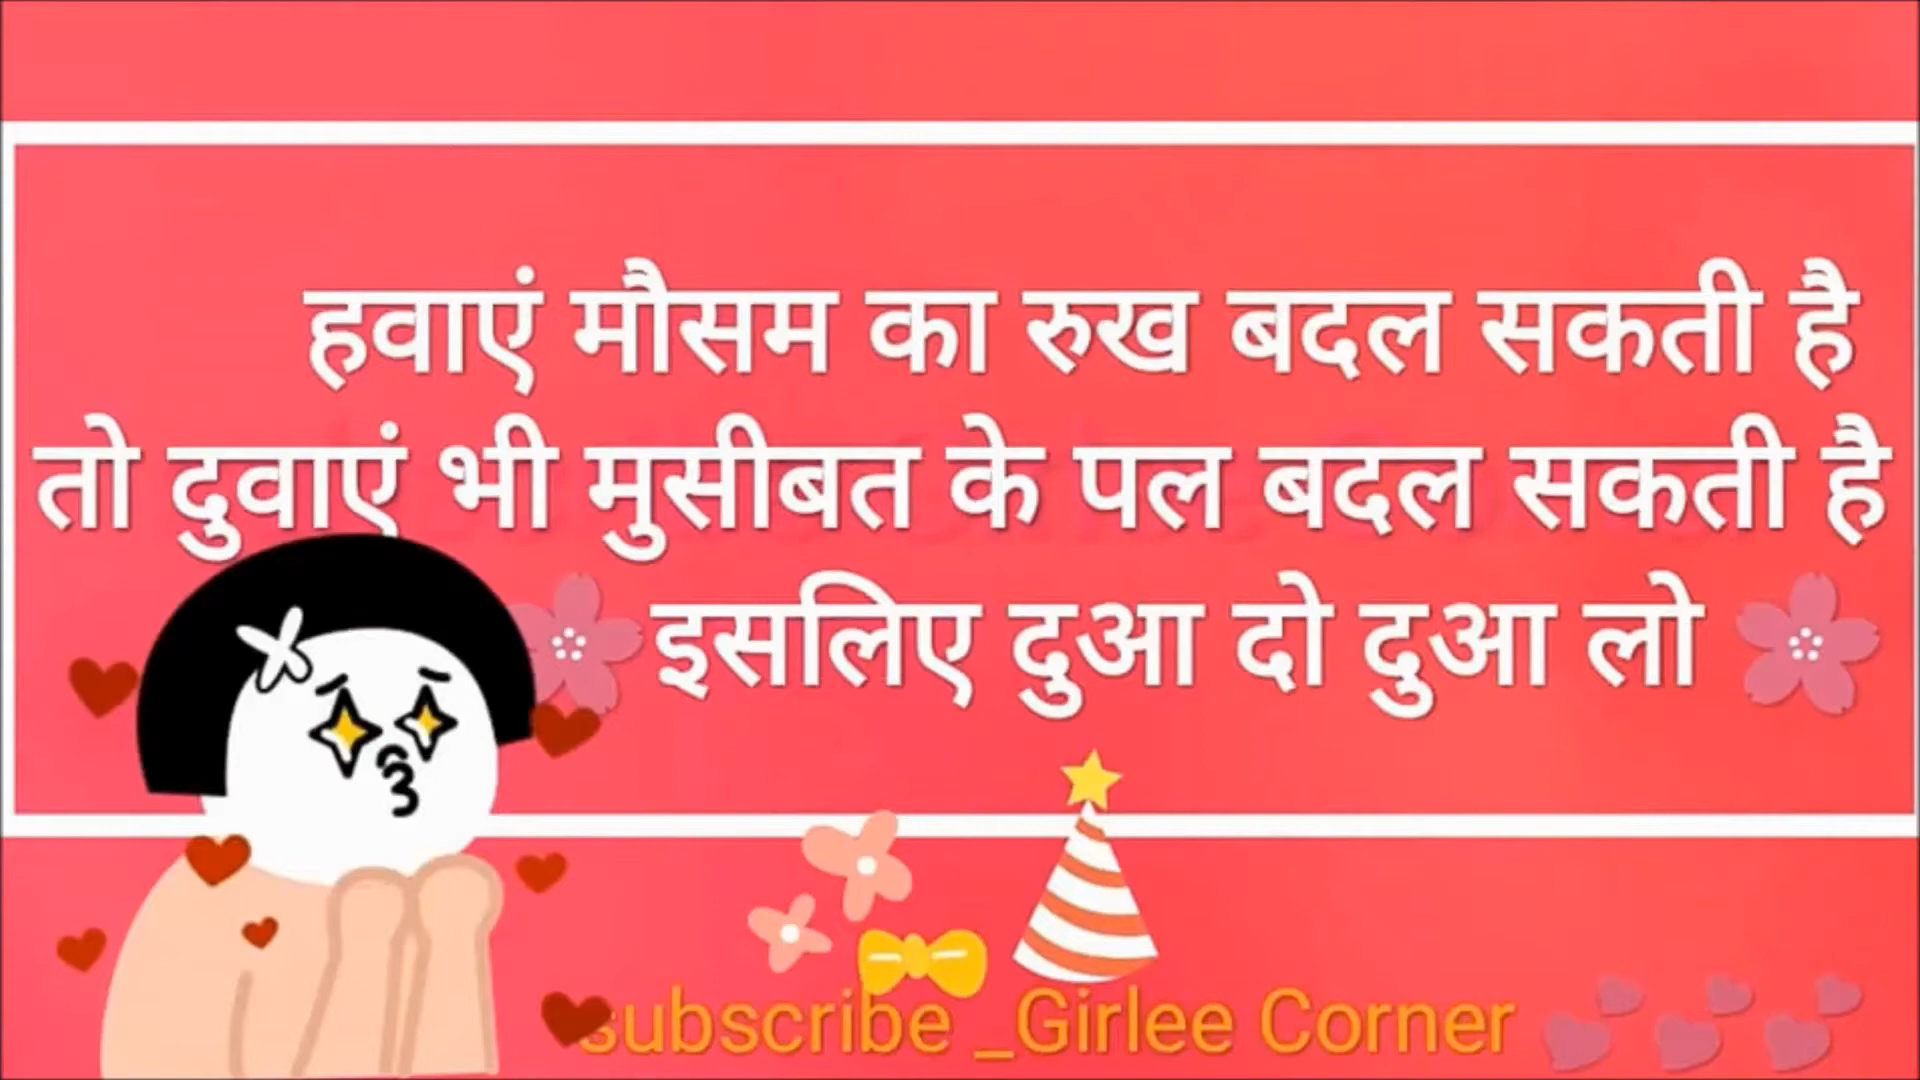 हवाएं मौसम का रुख बदल सकती है
तो दुवाएं भी मुसीबत के पल बदल सकती है
इसलिए दुआ दो दुआ लो
subscribe _Girlee Corner